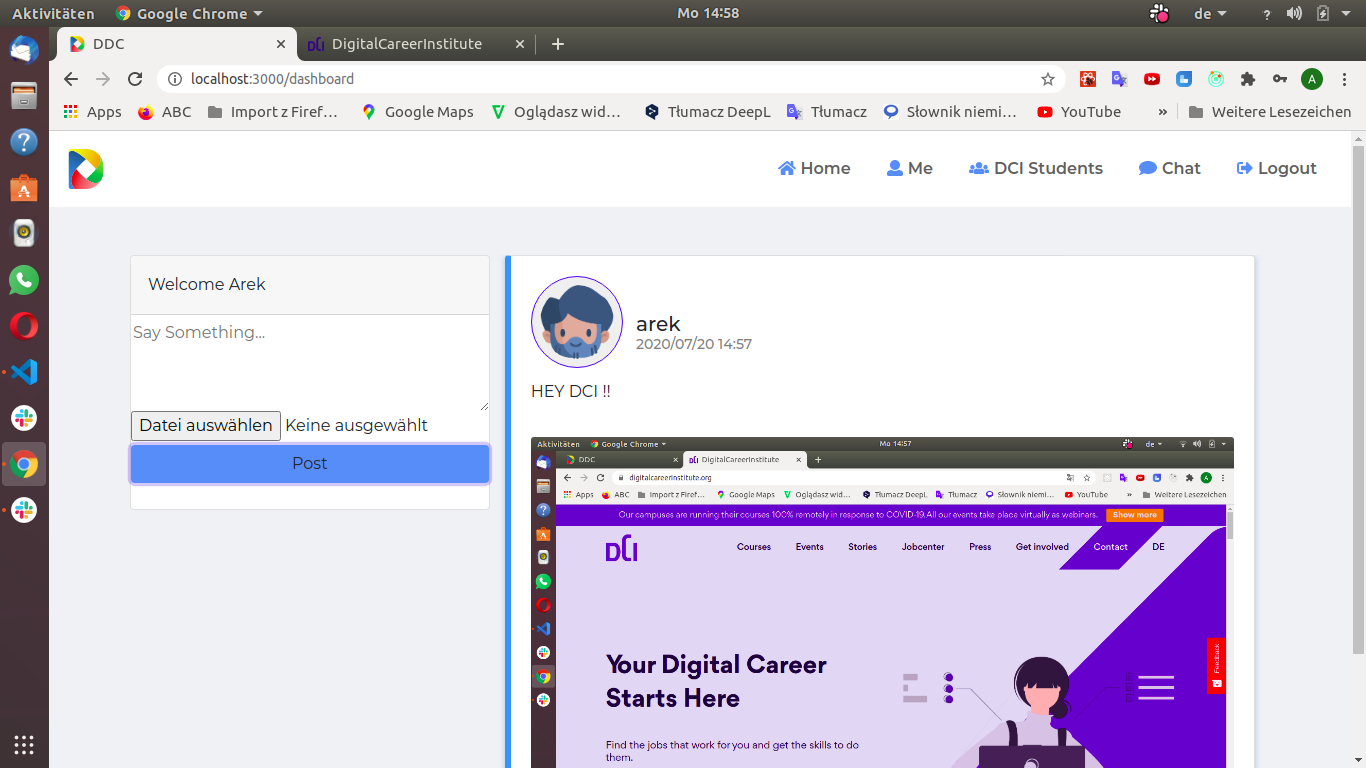 Aktivitäten Google Chrome Mo 14:58 de
DDC DigitalCareerInstitute
localhost:3000/dashboard A
Apps ABC Import z Firef… Google Maps Oglądasz wid… Tłumacz DeepL Tłumacz Słownik niemi… YouTube » Weitere Lesezeichen
Home Me DCI Students Chat Logout
Welcome Arek
Say Something...
Datei auswählen Keine ausgewählt
Post
arek
2020/07/20 14:57
HEY DCI !!
Aktivitäten Google Chrome Mo 14:57 de
DDC DigitalCareerInstitute
digitalcareerinstitute.org A
Apps ABC Import z Firef… Google Maps Oglądasz wid… Tłumacz DeepL Tłumacz Słownik niemi… YouTube » Weitere Lesezeichen
Our campuses are running their courses 100% remotely in response to COVID-19.All our events take place virtually as webinars. Show more
DCI Courses Events Stories Jobcenter Press Get involved Contact DE
Feedback
Your Digital Career
Starts Here
Find the jobs that work for you and get the skills to do
them.